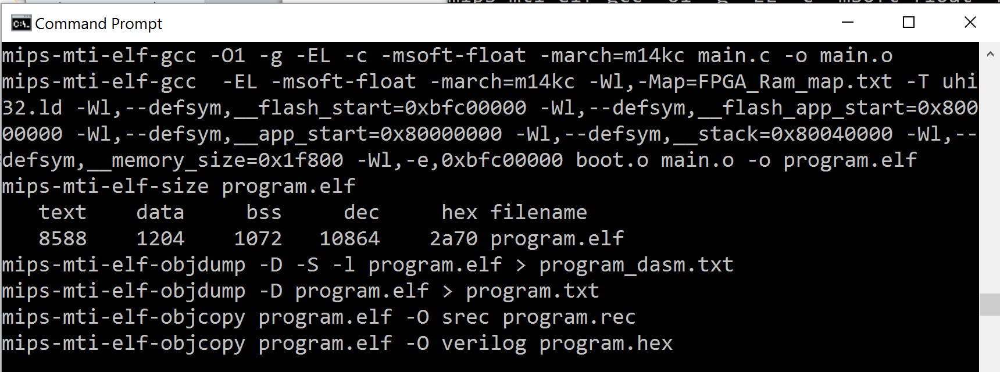 Command Prompt
mips-mti-elf-gcc -O1 -g -EL -c -msoft-float -march=m14kc main.c -o main.o
mips-mti-elf-gcc  -EL -msoft-float -march=m14kc -Wl,-Map=FPGA_Ram_map.txt -T uhi
32.ld -Wl,--defsym,__flash_start=0xbfc00000 -Wl,--defsym,__flash_app_start=0x800
00000 -Wl,--defsym,__app_start=0x80000000 -Wl,--defsym,__stack=0x80040000 -Wl,--
defsym,__memory_size=0x1f800 -Wl,-e,0xbfc00000 boot.o main.o -o program.elf
mips-mti-elf-size program.elf
   text    data     bss     dec     hex filename
   8588    1204    1072   10864    2a70 program.elf
mips-mti-elf-objdump -D -S -l program.elf > program_dasm.txt
mips-mti-elf-objdump -D program.elf > program.txt
mips-mti-elf-objcopy program.elf -O srec program.rec
mips-mti-elf-objcopy program.elf -O verilog program.hex